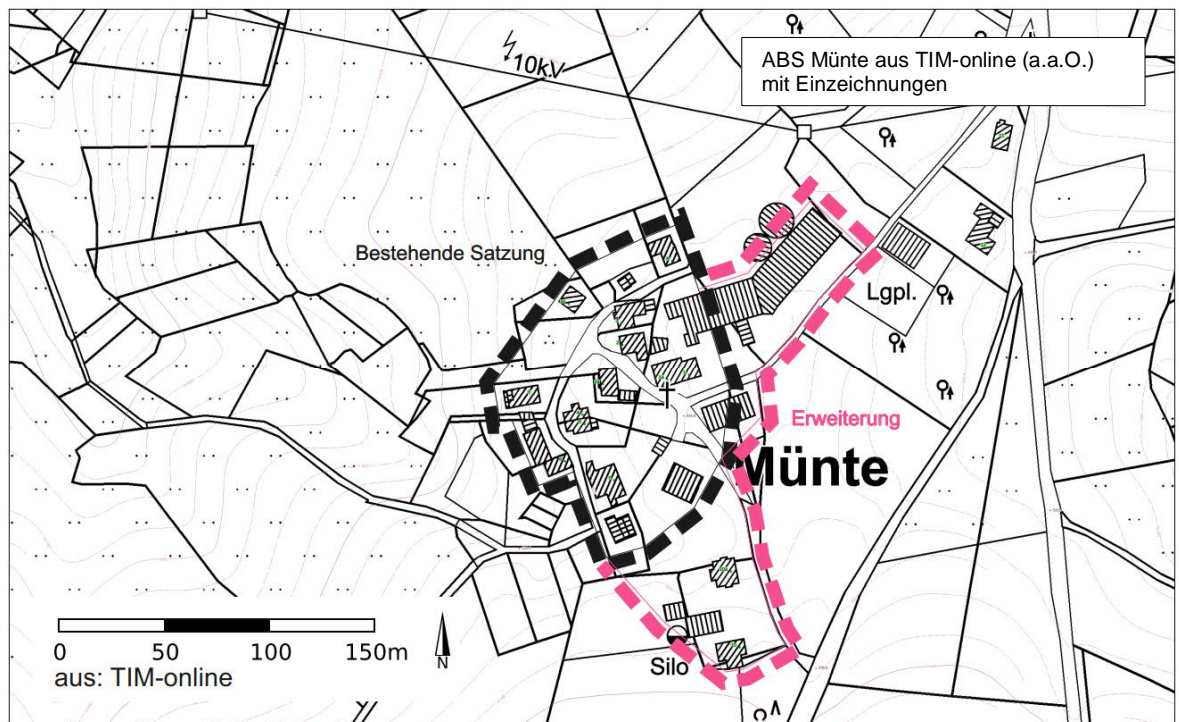 ABS Münte aus TIM-online (a.a.O.)
mit Einzeichnungen
10kV
Bestehende Satzung
Lgpl.
Erweiterung
Münte
Silo
0 50 100 150m
N
aus: TIM-online